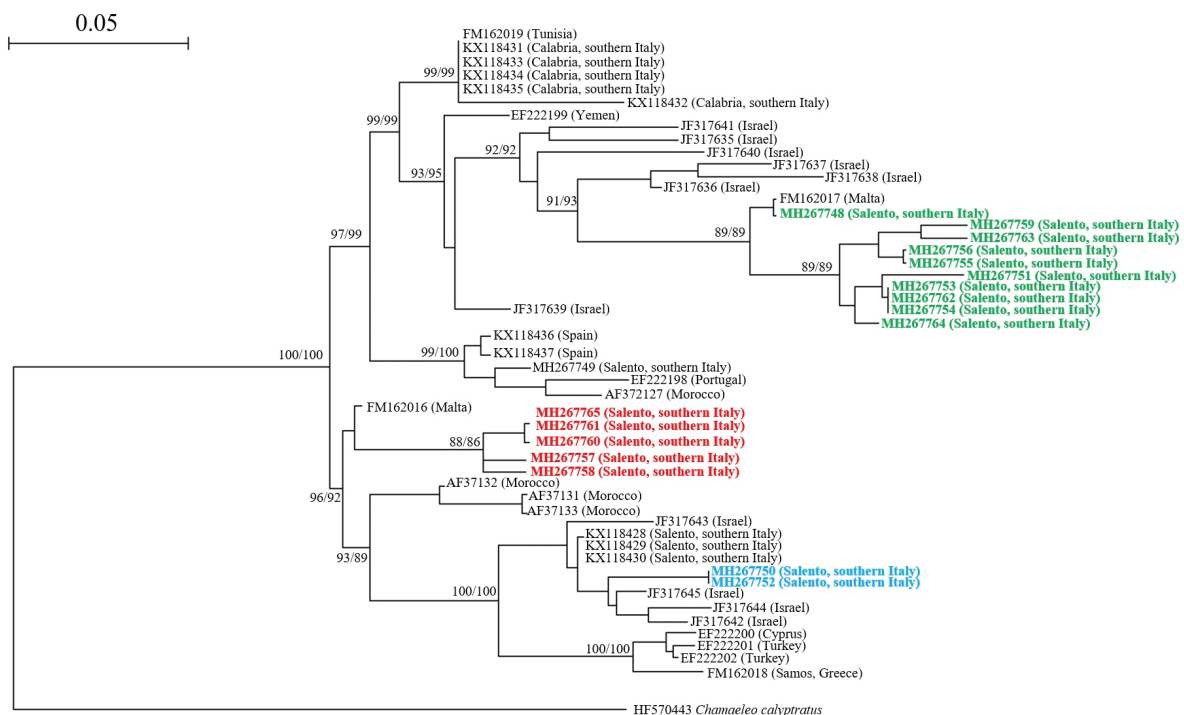 0.05
FM162019 (Tunisia)
KX118431 (Calabria, southern Italy)
KX118433 (Calabria, southern Italy)
99/99
KX118434 (Calabria, southern Italy)
KX118435 (Calabria, southern Italy)
KX118432 (Calabria, southern Italy)
99/99
EF222199 (Yemen)
JF317641 (Israel)
JF317635 (Israel)
92/92
JF317640 (Israel)
JF317637 (Israel)
93/95
JF317638 (Israel)
JF317636 (Israel)
91/93
FM162017 (Malta)
MH267748 (Salento, southern Italy)
97/99
89/89
MH267759 (Salento, southern Italy)
MH267763 (Salento, southern Italy)
MH267756 (Salento, southern Italy)
MH267755 (Salento, southern Italy)
89/89
MH267751 (Salento, southern Italy)
MH267753 (Salento, southern Italy)
MH267762 (Salento, southern Italy)
MH267754 (Salento, southern Italy)
MH267764 (Salento, southern Italy)
JF317639 (Israel)
KX118436 (Spain)
100/100
99/100
KX118437 (Spain)
MH267749 (Salento, southern Italy)
EF222198 (Portugal)
AF372127 (Morocco)
FM162016 (Malta)
MH267765 (Salento, southern Italy)
MH267761 (Salento, southern Italy)
88/86
MH267760 (Salento, southern Italy)
MH267757 (Salento, southern Italy)
MH267758 (Salento, southern Italy)
AF37132 (Morocco)
96/92
AF37131 (Morocco)
AF37133 (Morocco)
JF317643 (Israel)
KX118428 (Salento, southern Italy)
KX118429 (Salento, southern Italy)
93/89
KX118430 (Salento, southern Italy)
MH267750 (Salento, southern Italy)
MH267752 (Salento, southern Italy)
100/100
JF317645 (Israel)
JF317644 (Israel)
JF317642 (Israel)
EF222200 (Cyprus)
100/100
EF222201 (Turkey)
EF222202 (Turkey)
FM162018 (Samos, Greece)
HF570443 Chamaeleo calyptratus